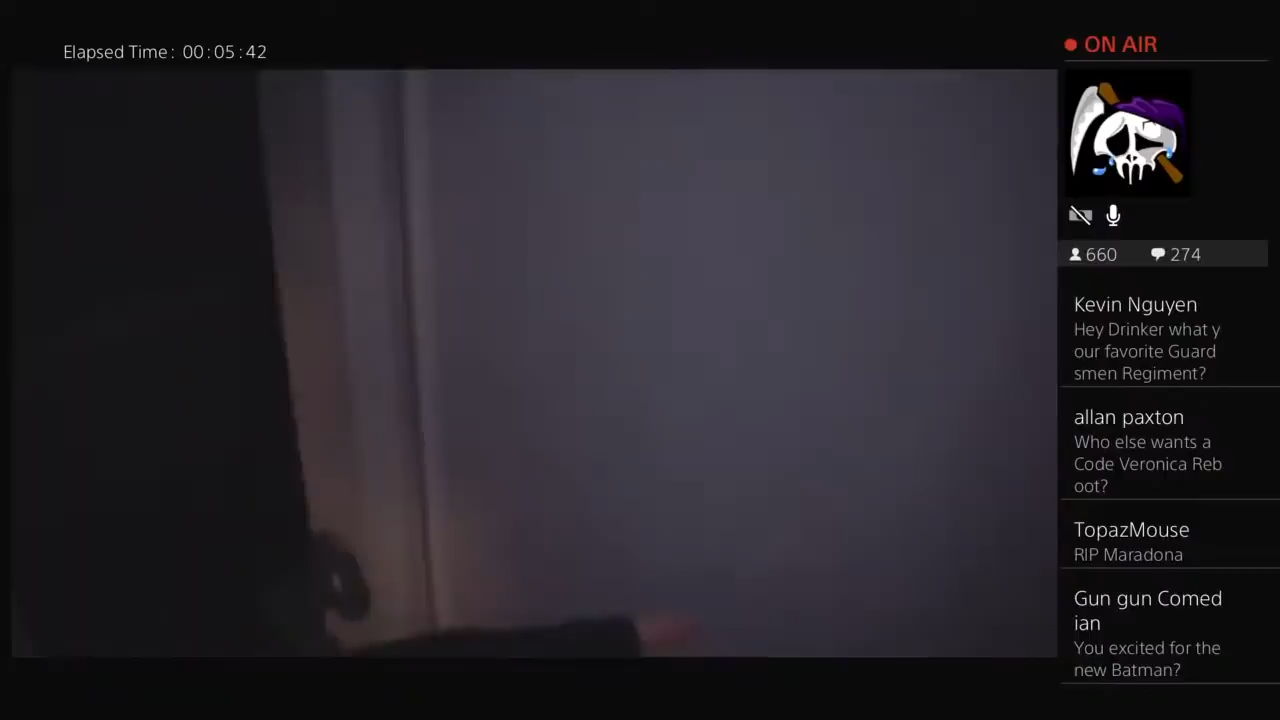 Elapsed Time: 00:05:42
ON AIR
660 274
Kevin Nguyen
Hey Drinker what y
our favorite Guard
smen Regiment?
allan paxton
Who else wants a
Code Veronica Reb
oot?
TopazMouse
RIP Maradona
Gun gun Comed
ian
You excited for the
new Batman?